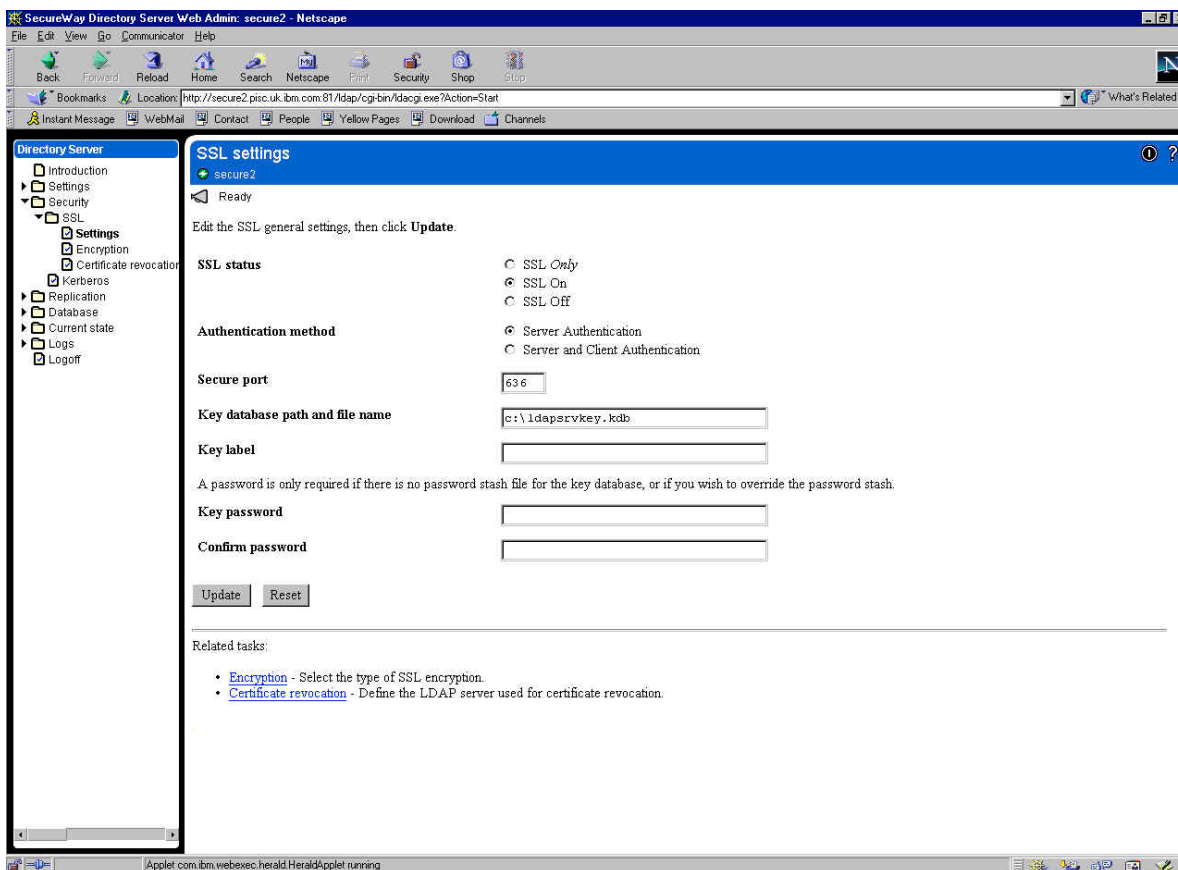 SecureWay Directory Server Web Admin: secure2 - Netscape
File Edit View Go Communicator Help
Back Forward Reload Home Search Netscape Print Security Shop Stop
Bookmarks Location: http://secure2.pisc.uk.ibm.com:81/ldap/cgi-bin/ldacgi.exe?Action=Start What's Related
Instant Message WebMail Contact People Yellow Pages Download Channels
Directory Server
Introduction
Settings
Security
SSL
Settings
Encryption
Certificate revocation
Kerberos
Replication
Database
Current state
Logs
Logoff
SSL settings
secure2
Ready
Edit the SSL general settings, then click Update.
SSL status
SSL Only
SSL On
SSL Off
Authentication method
Server Authentication
Server and Client Authentication
Secure port
636
Key database path and file name
c:\ldapsrvkey.kdb
Key label
A password is only required if there is no password stash file for the key database, or if you wish to override the password stash.
Key password
Confirm password
Update Reset
Related tasks:
• Encryption - Select the type of SSL encryption.
• Certificate revocation - Define the LDAP server used for certificate revocation.
Applet com.ibm.webexec.herald.HeraldApplet running